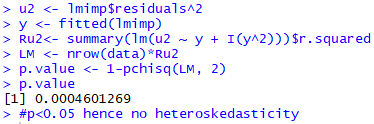 > u2 <- lmimp$residuals^2
> y <- fitted(lmimp)
> Ru2<- summary(lm(u2 ~ y + I(y^2)))$r.squared
> LM <- nrow(data)*Ru2
> p.value <- 1-pchisq(LM, 2)
> p.value
[1] 0.0004601269
> #p<0.05 hence no heteroskedasticity